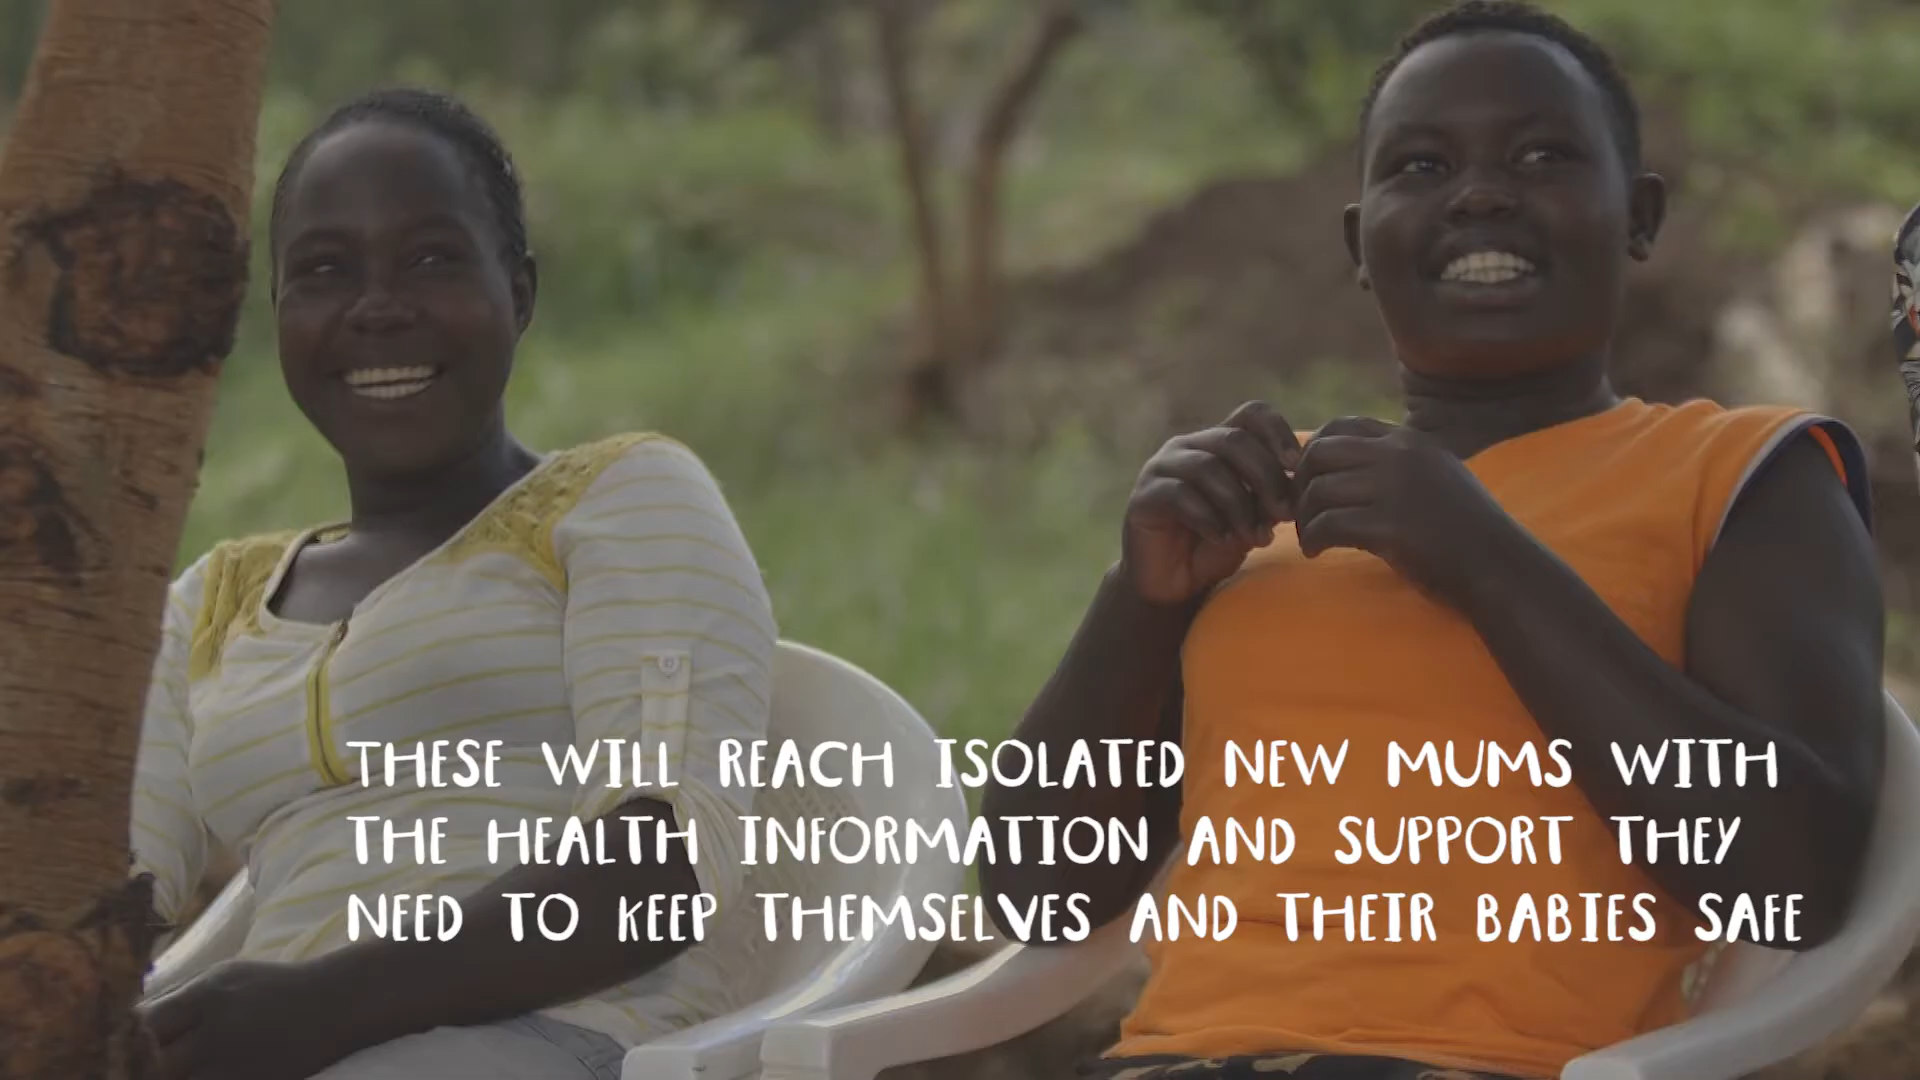 THESE WILL REACH ISOLATED NEW MUMS WITH
THE HEALTH INFORMATION AND SUPPORT THEY
NEED TO KEEP THEMSELVES AND THEIR BABIES SAFE